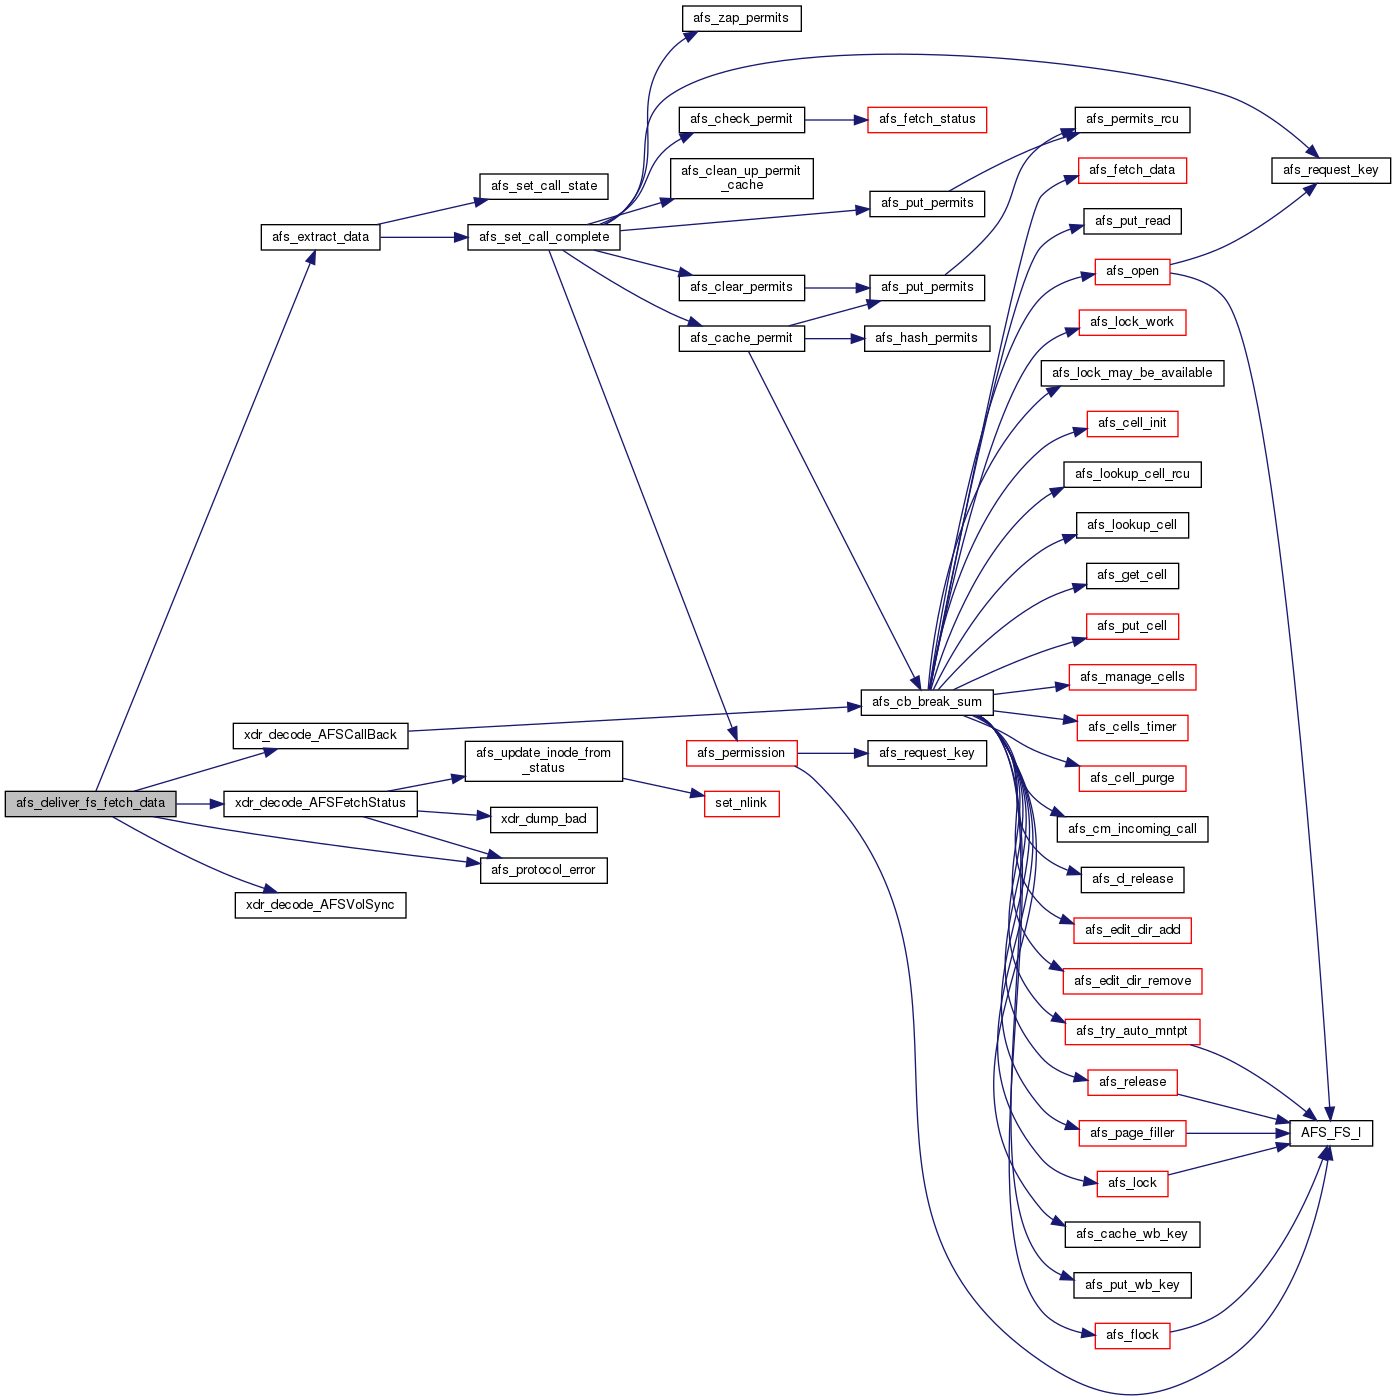 afs_zap_permits
afs_check_permit
afs_fetch_status
afs_permits_rcu
afs_clean_up_permit
_cache
afs_fetch_data
afs_request_key
afs_set_call_state
afs_put_permits
afs_put_read
afs_extract_data
afs_set_call_complete
afs_open
afs_clear_permits
afs_put_permits
afs_lock_work
afs_cache_permit
afs_hash_permits
afs_lock_may_be_available
afs_cell_init
afs_lookup_cell_rcu
afs_lookup_cell
afs_get_cell
afs_put_cell
afs_manage_cells
afs_cb_break_sum
afs_cells_timer
xdr_decode_AFSCallBack
afs_update_inode_from
_status
afs_permission
afs_request_key
afs_cell_purge
afs_deliver_fs_fetch_data
xdr_decode_AFSFetchStatus
set_nlink
xdr_dump_bad
afs_cm_incoming_call
afs_protocol_error
afs_d_release
xdr_decode_AFSVolSync
afs_edit_dir_add
afs_edit_dir_remove
afs_try_auto_mntpt
afs_release
afs_page_filler
AFS_FS_I
afs_lock
afs_cache_wb_key
afs_put_wb_key
afs_flock